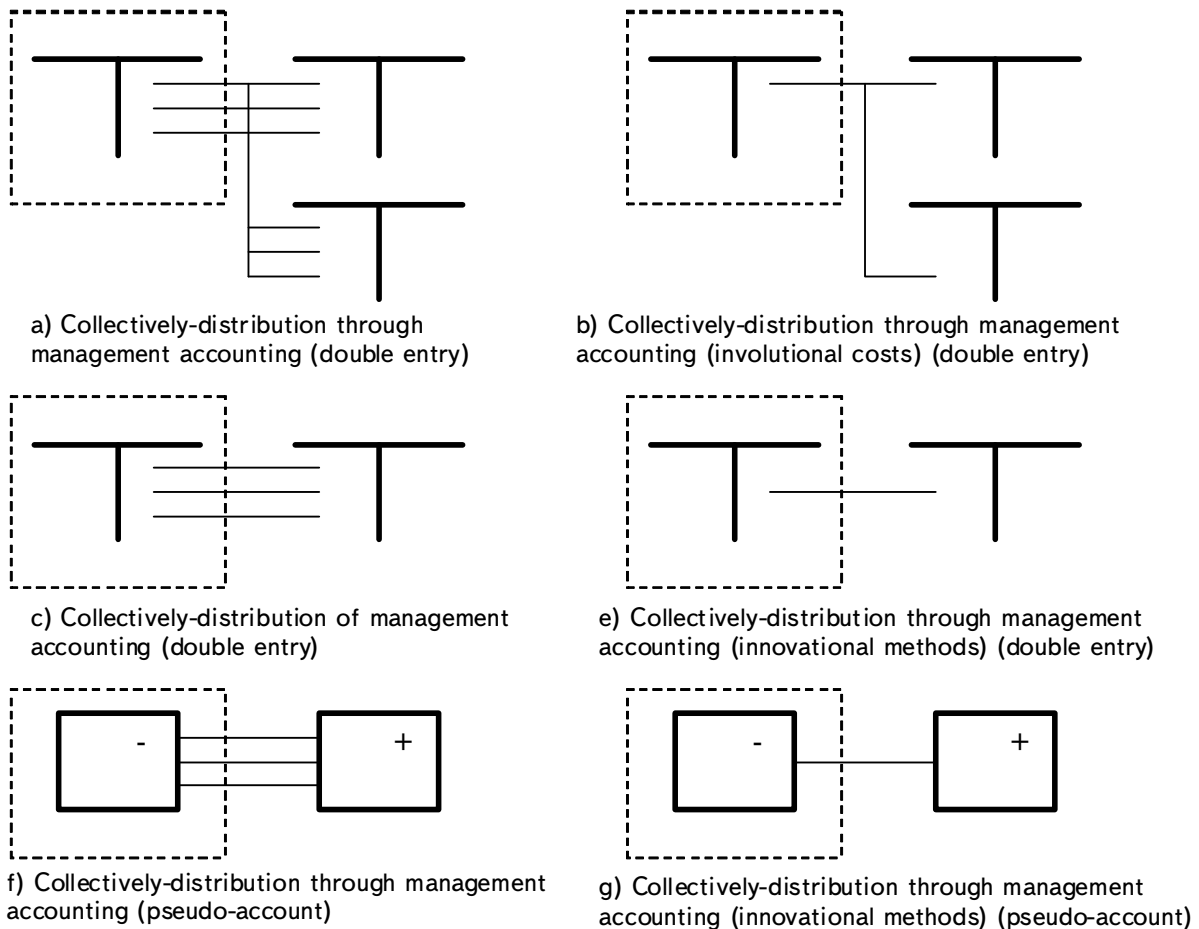 a) Collectively-distribution through
management accounting (double entry)
b) Collectively-distribution through management
accounting (involutional costs) (double entry)
c) Collectively-distribution of management
accounting (double entry)
e) Collectively-distribution through management
accounting (innovational methods) (double entry)
-
+
-
+
f) Collectively-distribution through management
accounting (pseudo-account)
g) Collectively-distribution through management
accounting (innovational methods) (pseudo-account)